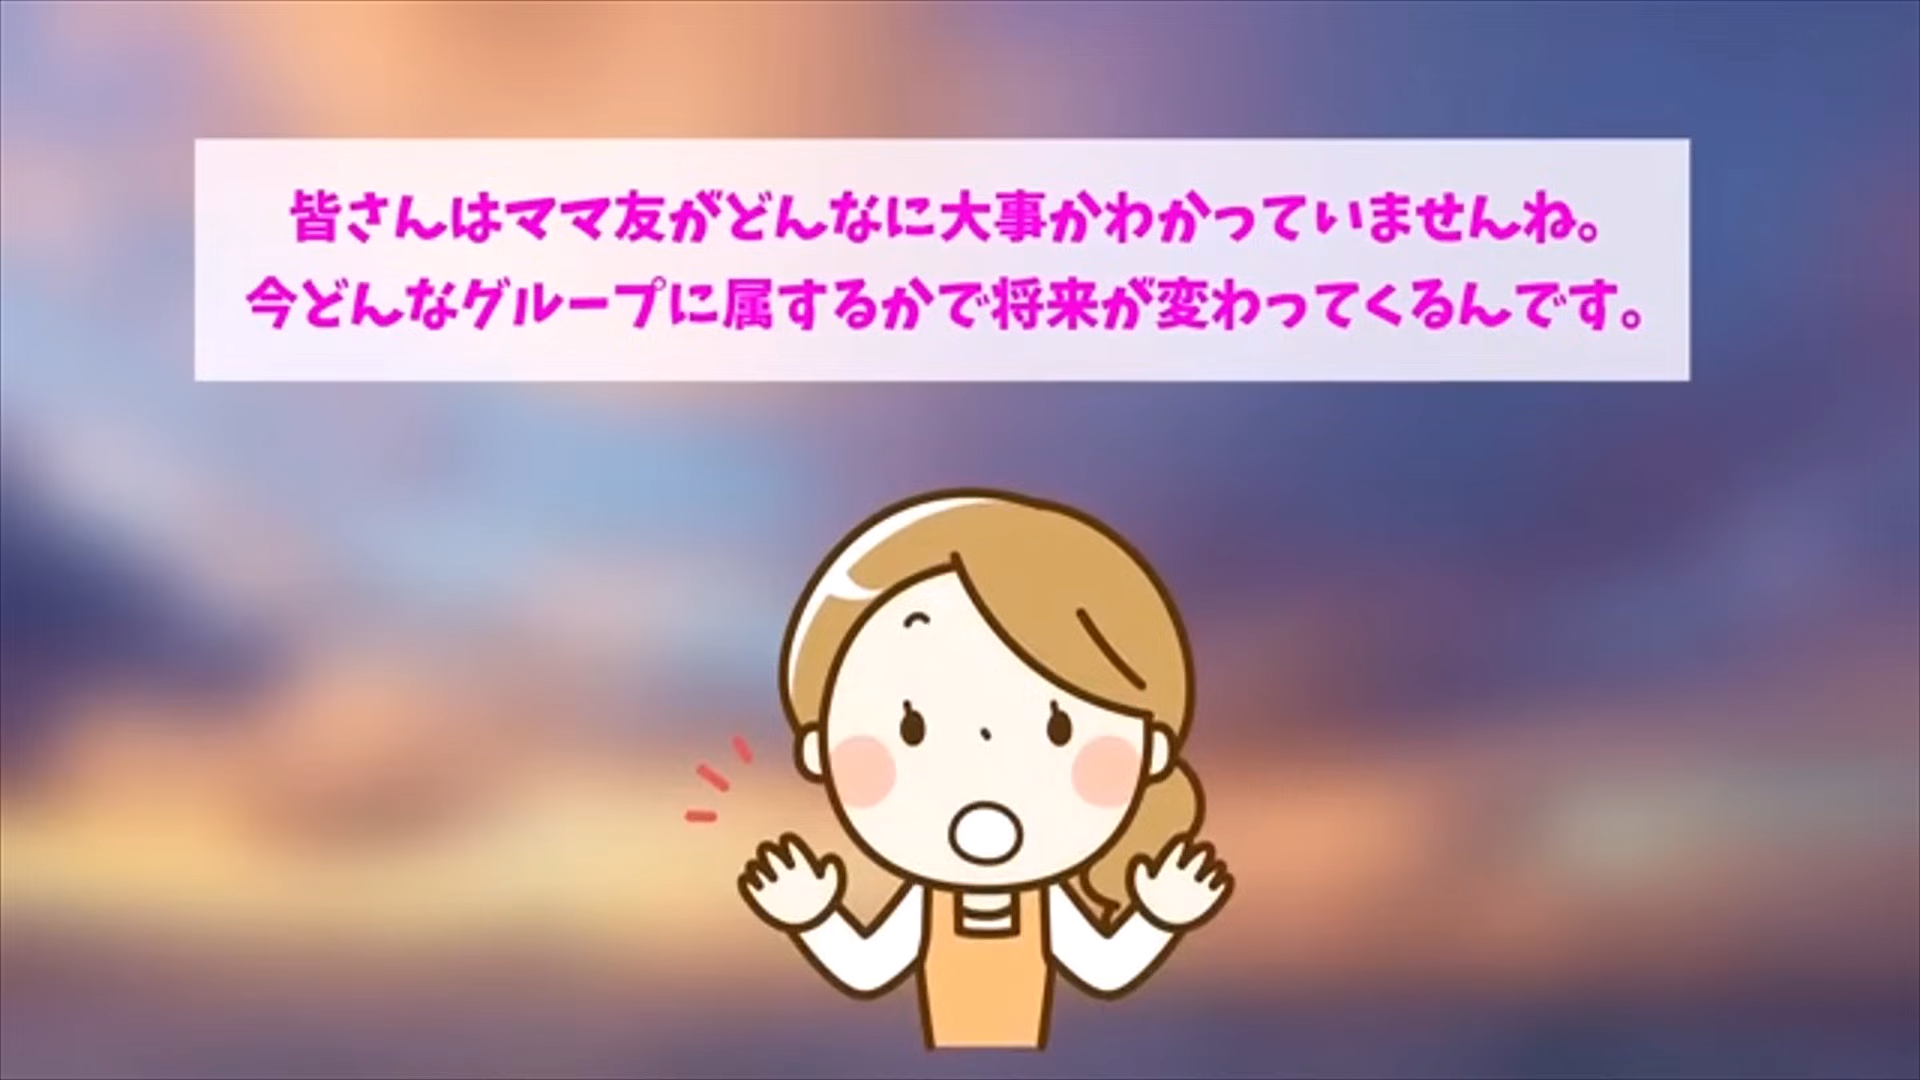 皆さんはママ友がどんなに大事かわかっていませんね。
今どんなグループに属するかで将来が変わってくるんです。